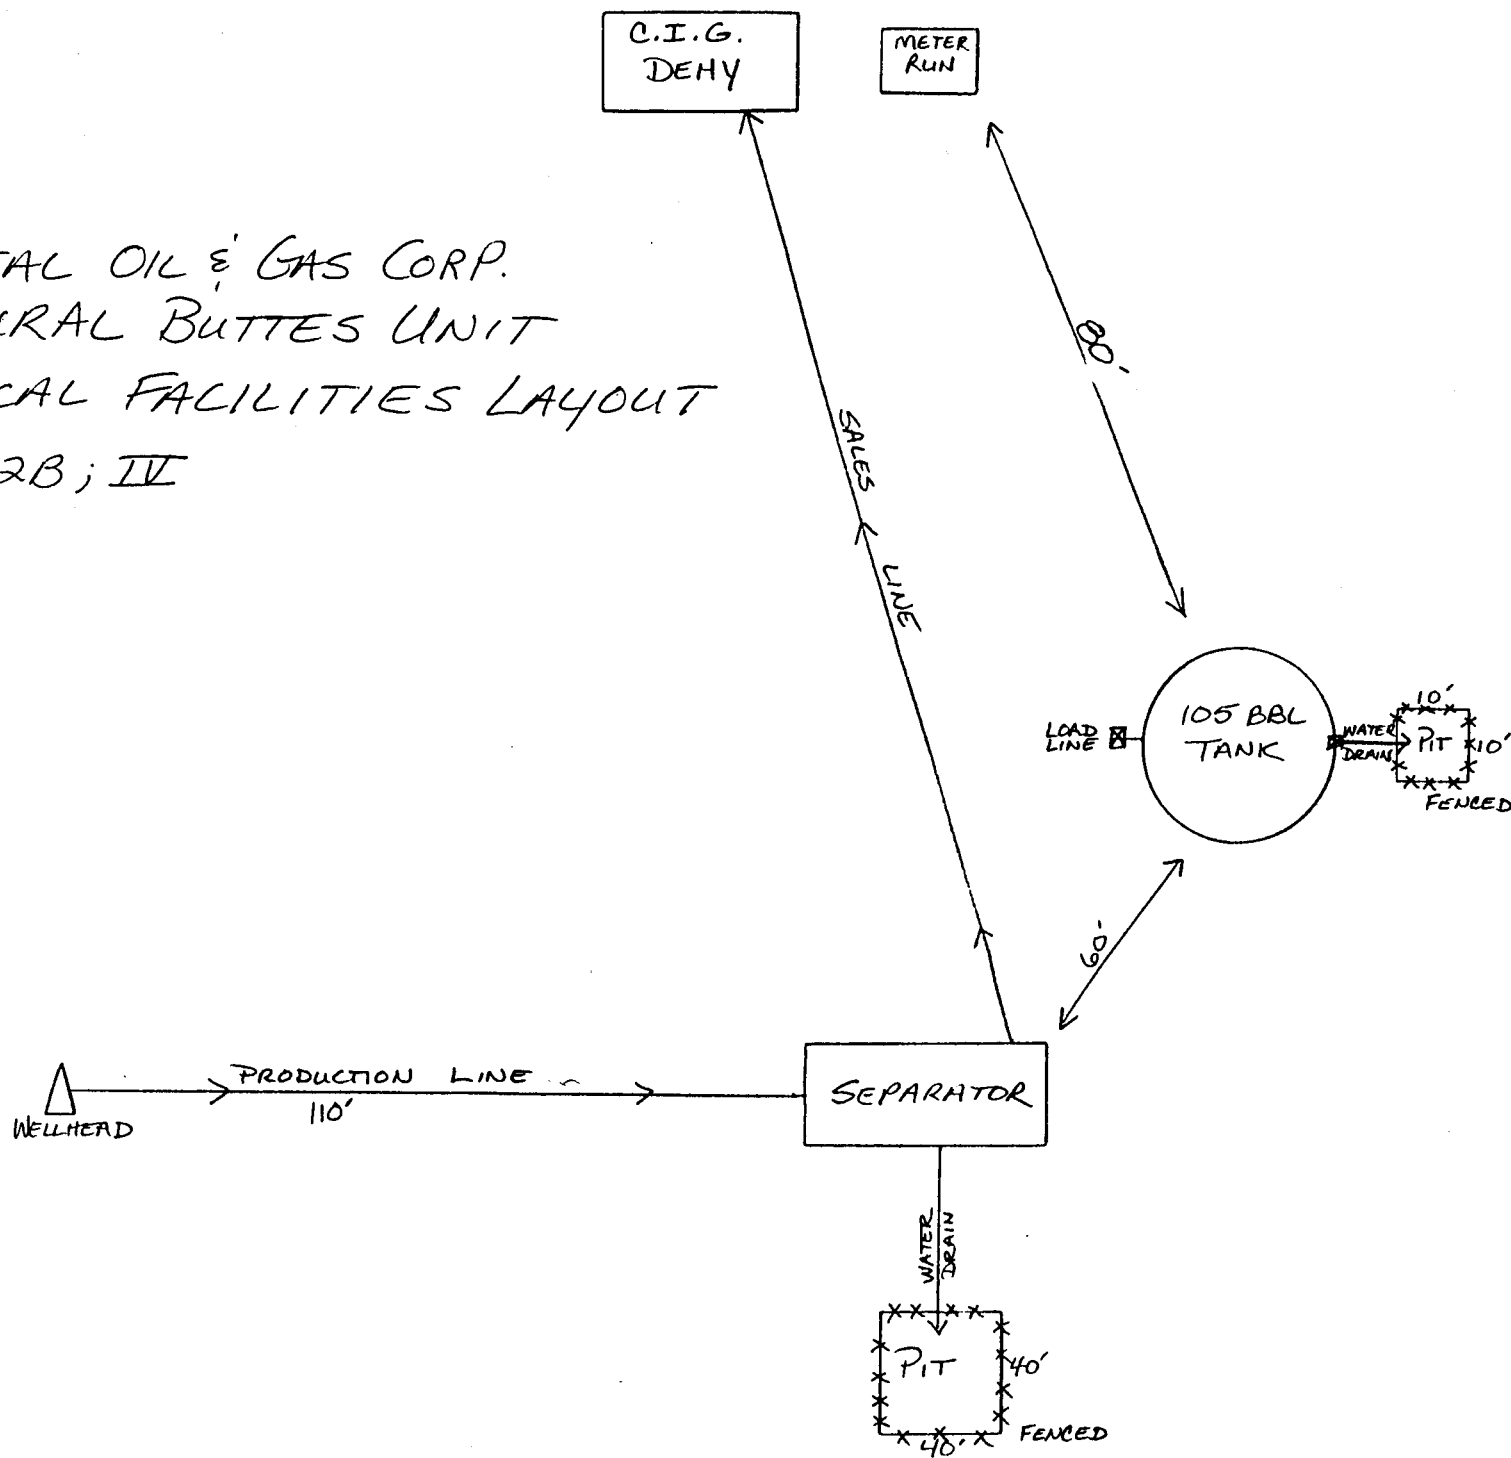 C.I.G.
DEHY
METER
RUN
TAL OIL & GAS CORP.
URAL BUTTES UNIT
CAL FACILITIES LAYOUT
2B; IV
80'
SALES LINE
LOAD
LINE
105 BBL
TANK
WATER
DRAIN
10'
PIT
10'
FENCED
60'
PRODUCTION LINE
110'
WELLHEAD
SEPARATOR
WATER
DRAIN
PIT
40'
40'
FENCED